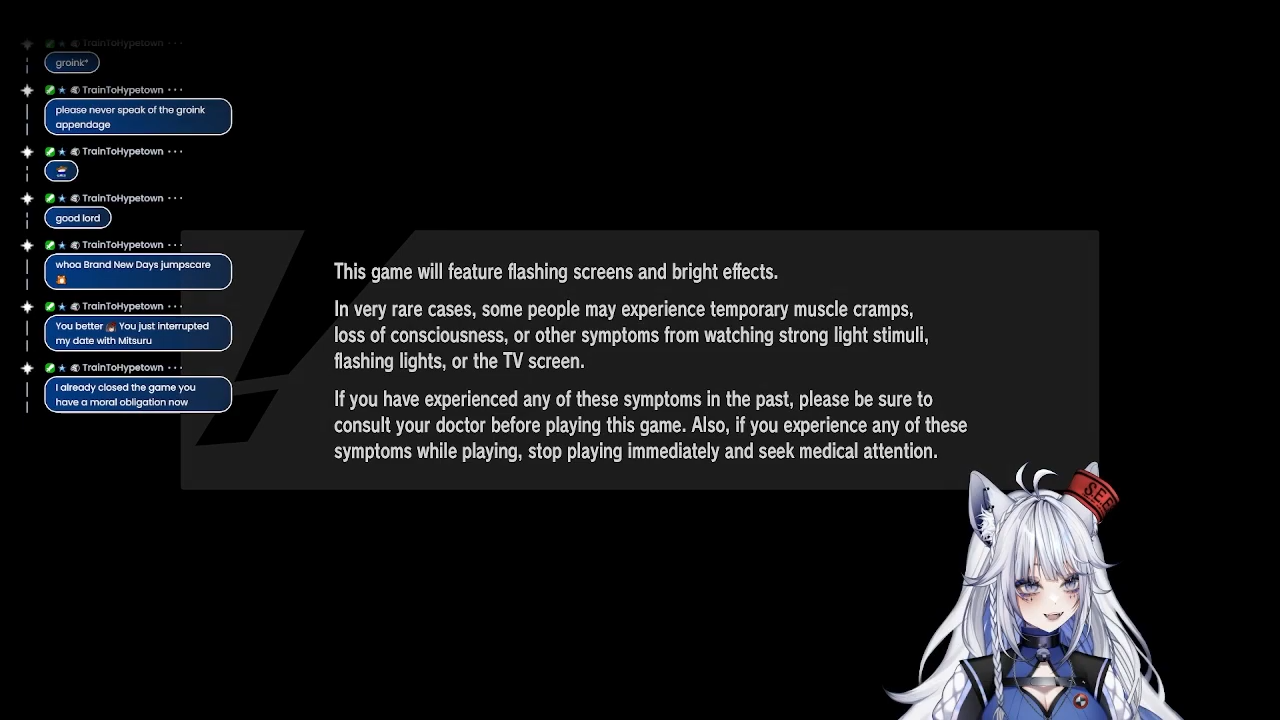 TrainToHypetown
groink*
TrainToHypetown
please never speak of the groink
appendage
TrainToHypetown
TrainToHypetown
good lord
TrainToHypetown
whoa Brand New Days jumpscare
TrainToHypetown
You better You just interrupted
my date with Mitsuru
TrainToHypetown
I already closed the game you
have a moral obligation now
This game will feature flashing screens and bright effects.
In very rare cases, some people may experience temporary muscle cramps,
loss of consciousness, or other symptoms from watching strong light stimuli,
flashing lights, or the TV screen.
If you have experienced any of these symptoms in the past, please be sure to
consult your doctor before playing this game. Also, if you experience any of these
symptoms while playing, stop playing immediately and seek medical attention.